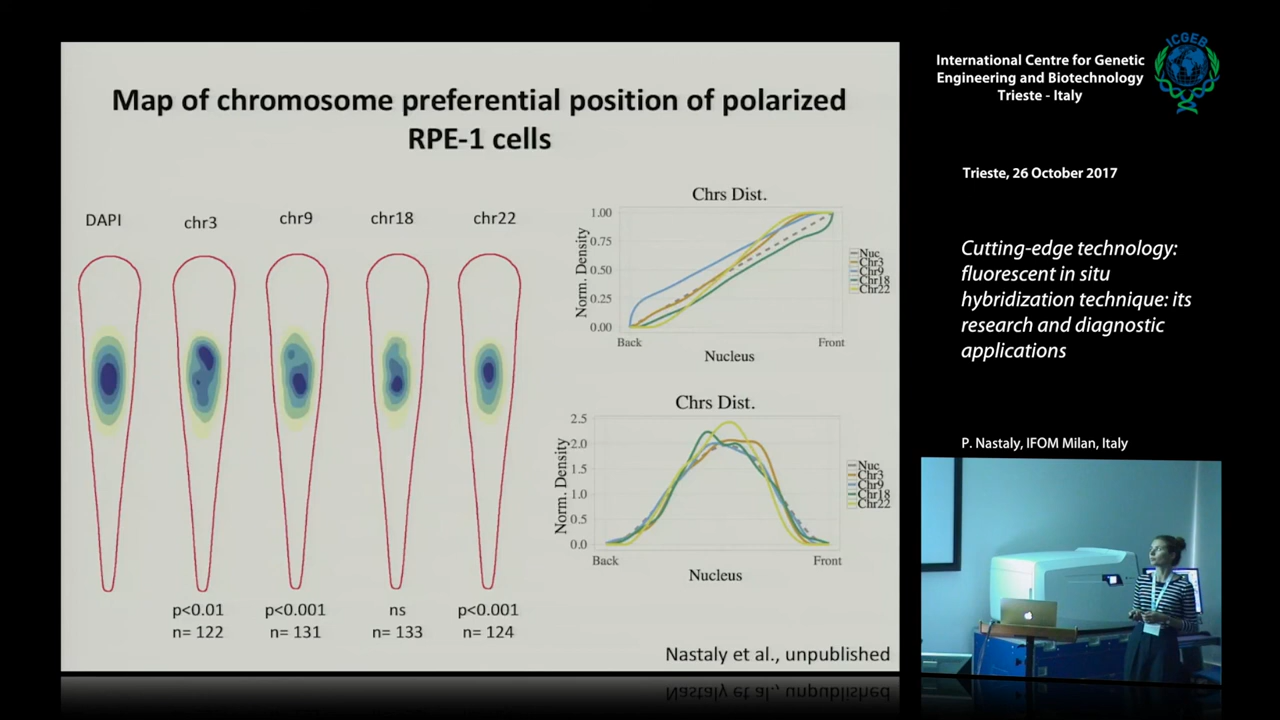 Map of chromosome preferential position of polarized
RPE-1 cells
DAPI
chr3
chr9
chr18
chr22
p<0.01
n= 122
p<0.001
n= 131
ns
n= 133
p<0.001
n= 124
Chrs Dist.
Norm. Density
1.00
0.75
0.50
0.25
0.00
Back
Front
Nucleus
Nuc
Chr3
Chr9
Chr18
Chr22
Chrs Dist.
Norm. Density
2.5
2.0
1.5
1.0
0.5
0.0
Back
Front
Nucleus
Nuc
Chr3
Chr9
Chr18
Chr22
Nastaly et al., unpublished
International Centre for Genetic
Engineering and Biotechnology
Trieste - Italy
ICGEB
Trieste, 26 October 2017
Cutting-edge technology:
fluorescent in situ
hybridization technique: its
research and diagnostic
applications
P. Nastaly, IFOM Milan, Italy